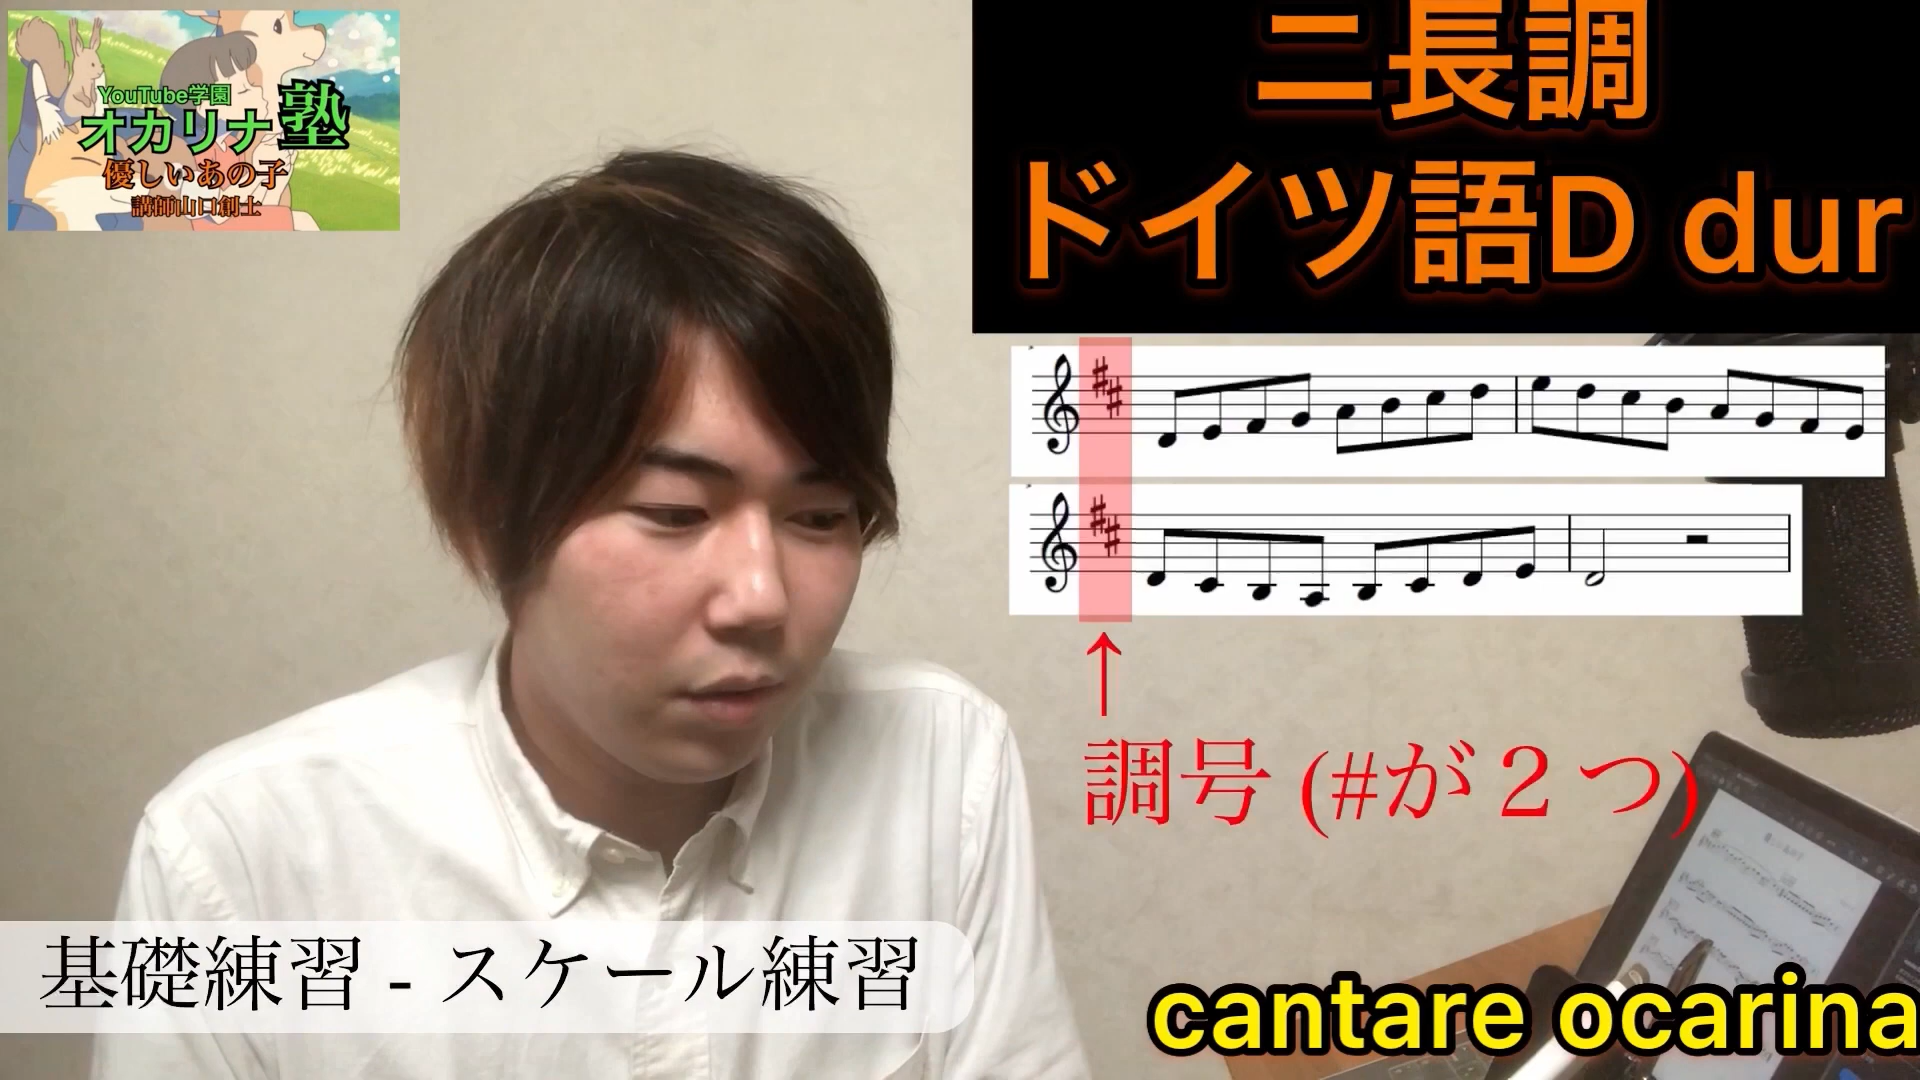 YouTube学園
オカリナ塾
優しいあの子
講師山口創士
ニ長調
ドイツ語D dur
↑
調号 (#が２つ)
基礎練習 - スケール練習
cantare ocarina